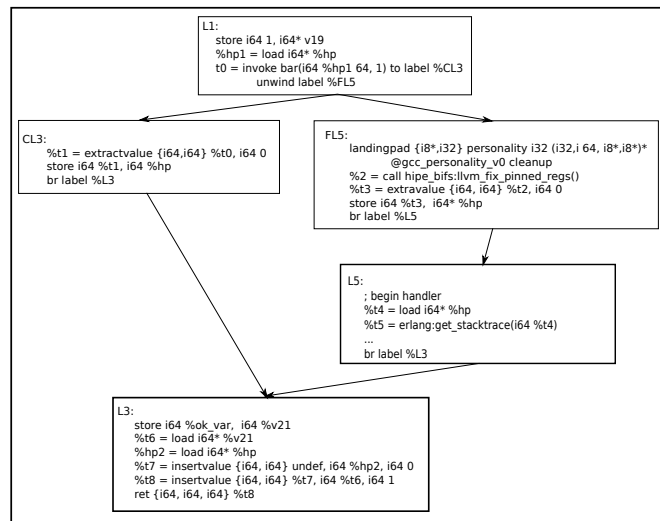 L1:
store i64 1, i64* v19
%hp1 = load i64* %hp
t0 = invoke bar(i64 %hp1 64, 1) to label %CL3
unwind label %FL5
CL3:
%t1 = extractvalue {i64,i64} %t0, i64 0
store i64 %t1, i64 %hp
br label %L3
FL5:
landingpad {i8*,i32} personality i32 (i32,i 64, i8*,i8*)*
@gcc_personality_v0 cleanup
%2 = call hipe_bifs:llvm_fix_pinned_regs()
%t3 = extravalue {i64, i64} %t2, i64 0
store i64 %t3,  i64* %hp
br label %L5
L5:
; begin handler
%t4 = load i64* %hp
%t5 = erlang:get_stacktrace(i64 %t4)
...
br label %L3
L3:
store i64 %ok_var,  i64 %v21
%t6 = load i64* %v21
%hp2 = load i64* %hp
%t7 = insertvalue {i64, i64} undef, i64 %hp2, i64 0
%t8 = insertvalue {i64, i64} %t7, i64 %t6, i64 1
ret {i64, i64, i64} %t8